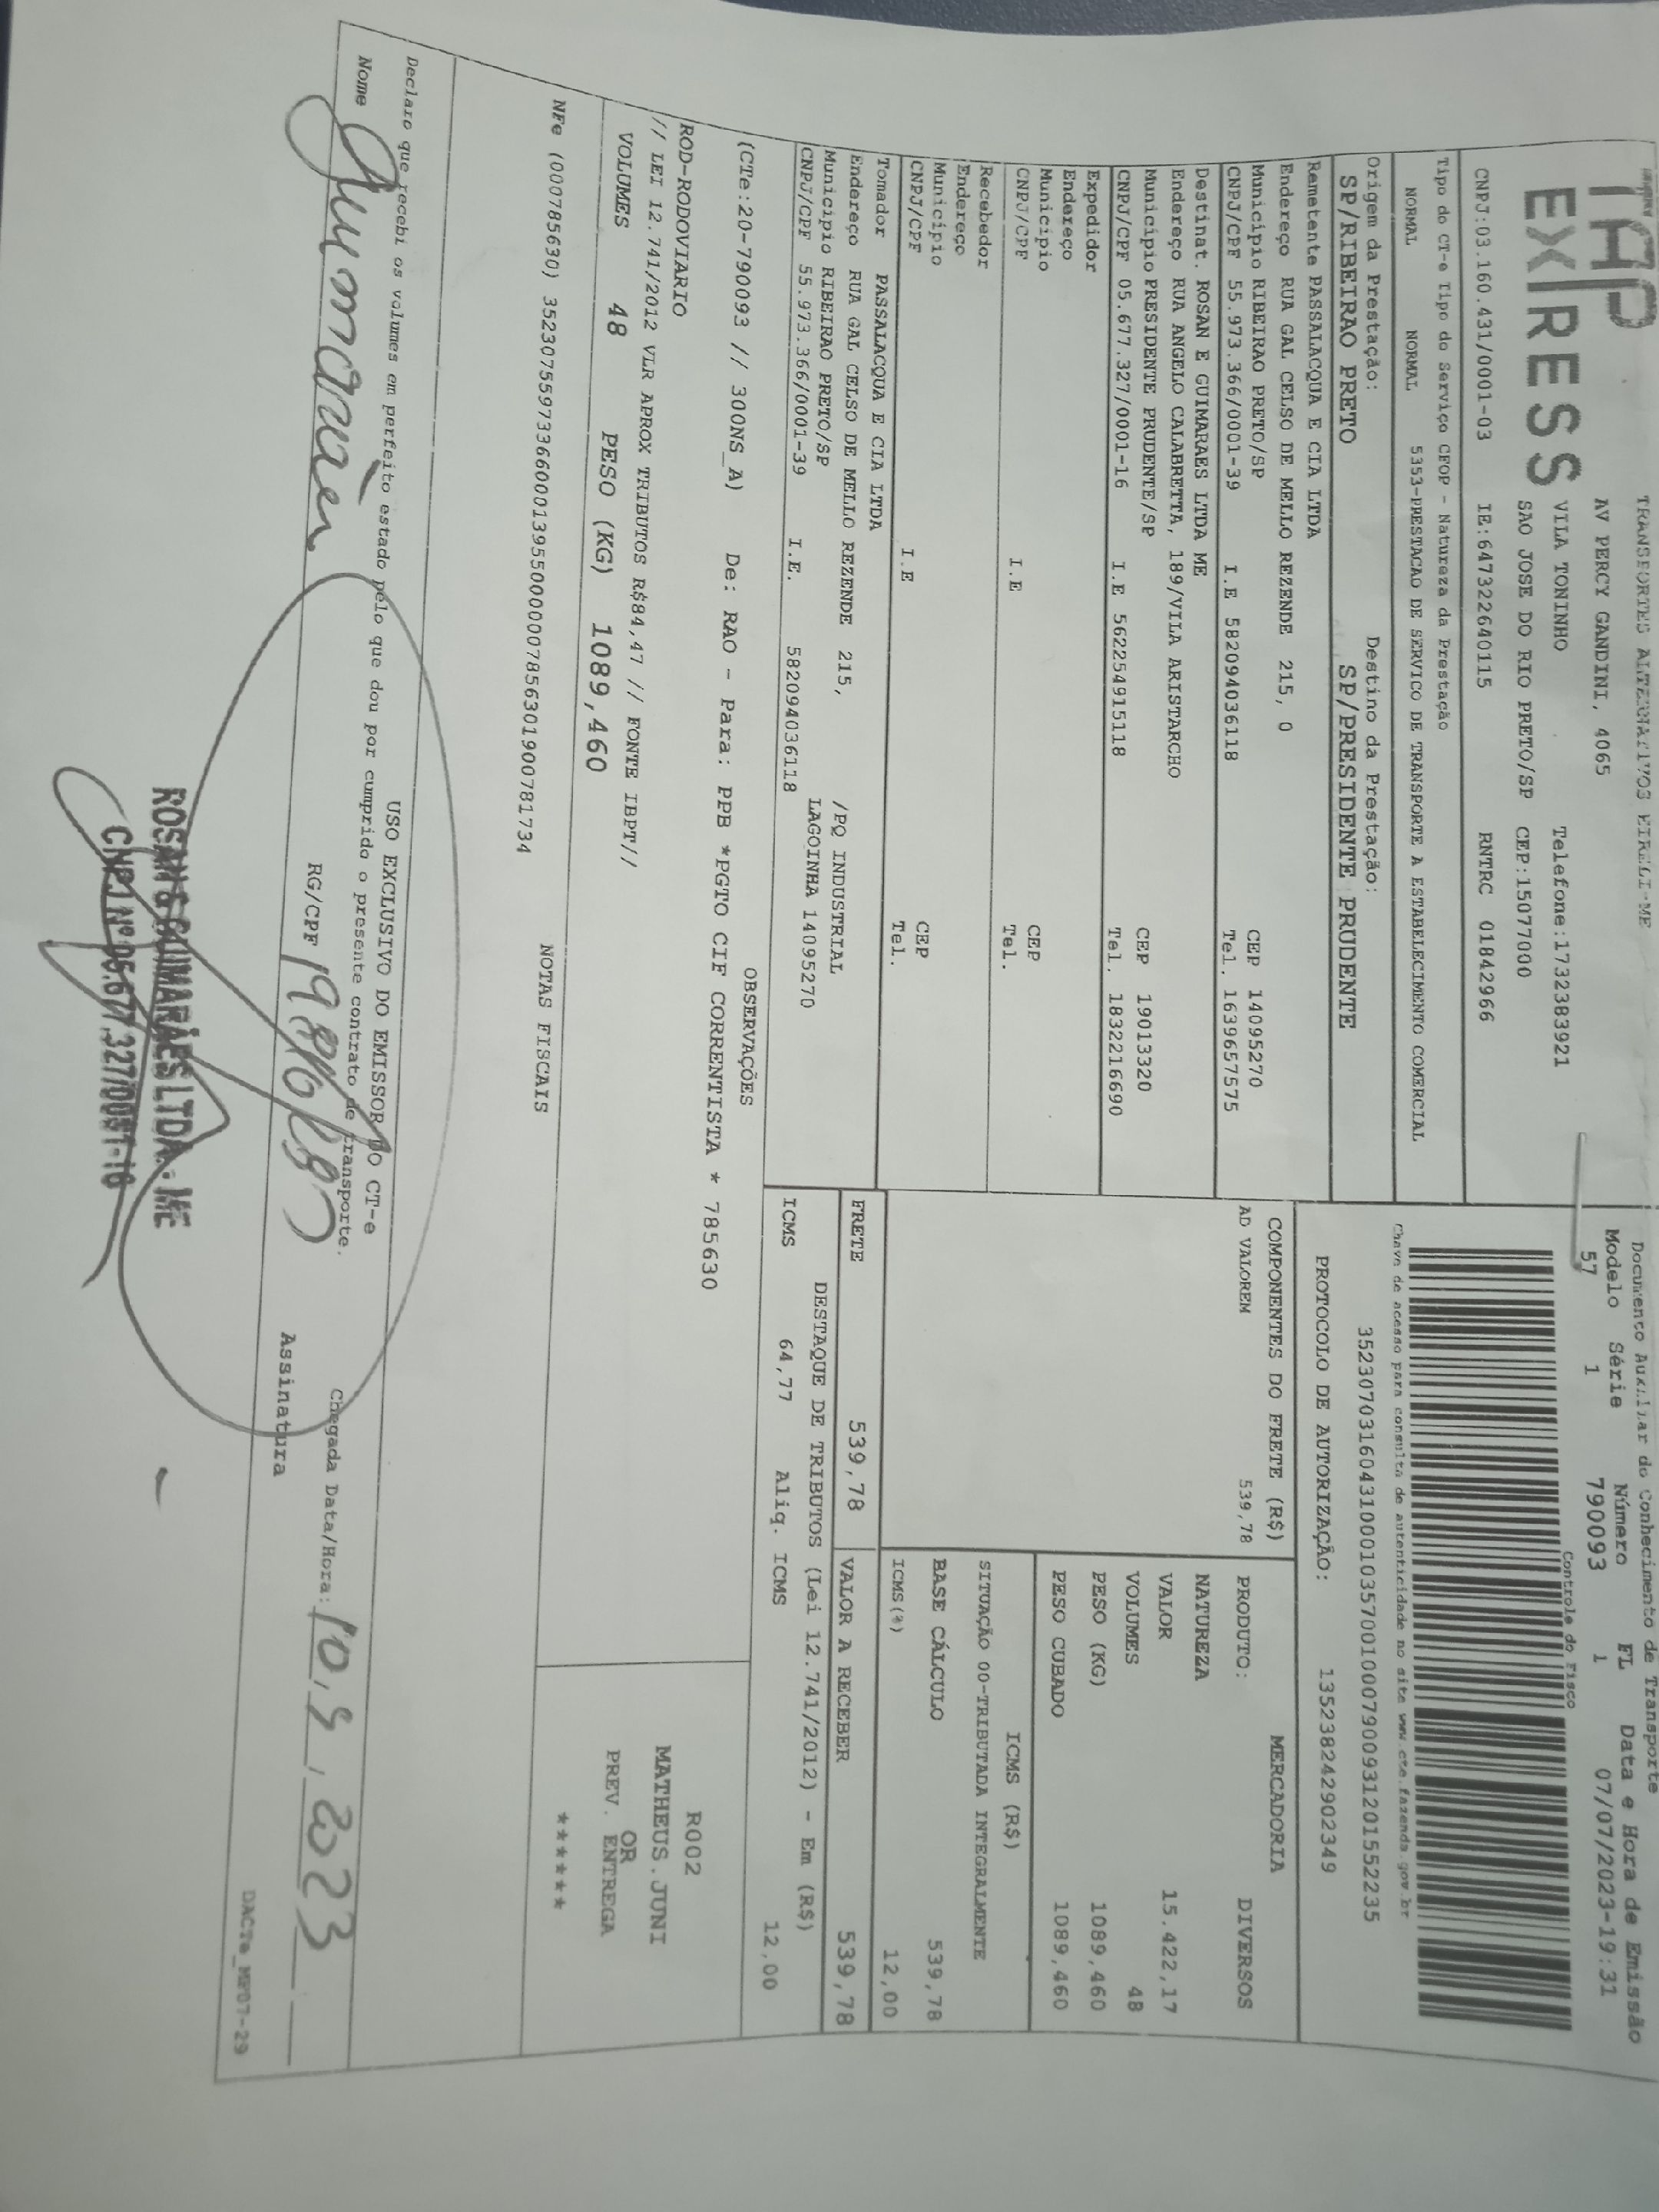 TRANSPORTES ALTERNATIVOS EIRELI-ME
TAP
EXPRESS
AV PERCY GANDINI, 4065
VILA TONINHO Telefone:1732383921
SAO JOSE DO RIO PRETO/SP CEP:15077000
CNPJ:03.160.431/0001-03 IE:647322640115 RNTRC 01842966
Documento Auxiliar do Conhecimento de Transporte
Modelo Série Número FL Data e Hora de Emissão
57 1 790093 1 07/07/2023-19:31
Controle do Fisco
Chave de acesso para consulta de autenticidade no site www.cte.fazenda.gov.br
35230703160431000103570010007900931201552235
PROTOCOLO DE AUTORIZAÇÃO: 135238242902349
Tipo do CT-e Tipo do Serviço CFOP - Natureza da Prestação
NORMAL NORMAL 5353-PRESTACAO DE SERVICO DE TRANSPORTE A ESTABELECIMENTO COMERCIAL
Origem da Prestação: Destino da Prestação:
SP/RIBEIRAO PRETO SP/PRESIDENTE PRUDENTE
Remetente PASSALACQUA E CIA LTDA
Endereço RUA GAL CELSO DE MELLO REZENDE 215, 0
Município RIBEIRAO PRETO/SP CEP 14095270
CNPJ/CPF 55.973.366/0001-39 I.E 582094036118 Tel. 1639657575
Destinat. ROSAN E GUIMARAES LTDA ME
Endereço RUA ANGELO CALABRETTA, 189/VILA ARISTARCHO
Município PRESIDENTE PRUDENTE/SP CEP 19013320
CNPJ/CPF 05.677.327/0001-16 I.E 562254915118 Tel. 1832216690
Expedidor
Endereço
Município CEP
CNPJ/CPF I.E Tel.
Recebedor
Endereço
Município CEP
CNPJ/CPF I.E Tel.
Tomador PASSALACQUA E CIA LTDA
Endereço RUA GAL CELSO DE MELLO REZENDE 215, /PQ INDUSTRIAL
Município RIBEIRAO PRETO/SP LAGOINHA 14095270
CNPJ/CPF 55.973.366/0001-39 I.E. 582094036118
COMPONENTES DO FRETE (R$)
AD VALOREM 539,78
MERCADORIA
PRODUTO: DIVERSOS
NATUREZA
VALOR 15.422,17
VOLUMES 48
PESO (KG) 1089,460
PESO CUBADO 1089,460
ICMS (R$)
SITUAÇÃO 00-TRIBUTADA INTEGRALMENTE
BASE CÁLCULO 539,78
ICMS(%) 12,00
FRETE 539,78 VALOR A RECEBER 539,78
DESTAQUE DE TRIBUTOS (Lei 12.741/2012) - Em (R$)
ICMS 64,77 Aliq. ICMS 12,00
OBSERVAÇÕES
(CTe:20-790093 // 300NS_A) De: RAO - Para: PPB *PGTO CIF CORRENTISTA * 785630
ROD-RODOVIARIO
// LEI 12.741/2012 VLR APROX TRIBUTOS R$84,47 // FONTE IBPT//
VOLUMES 48 PESO (KG) 1089,460
R002
MATHEUS.JUNI
OR
PREV. ENTREGA
*******
NOTAS FISCAIS
NFe (000785630) 35230755973366000139550000007856301900781734
USO EXCLUSIVO DO EMISSOR DO CT-e
Declaro que recebi os volumes em perfeito estado pelo que dou por cumprido o presente contrato de transporte.
Nome RG/CPF Chegada Data/Hora: 10, 2023
Assinatura
ROSAN & GUIMARÃES LTDA. - ME
CNPJ Nº 05.677.327/0001-16
DACTe_MP07-29